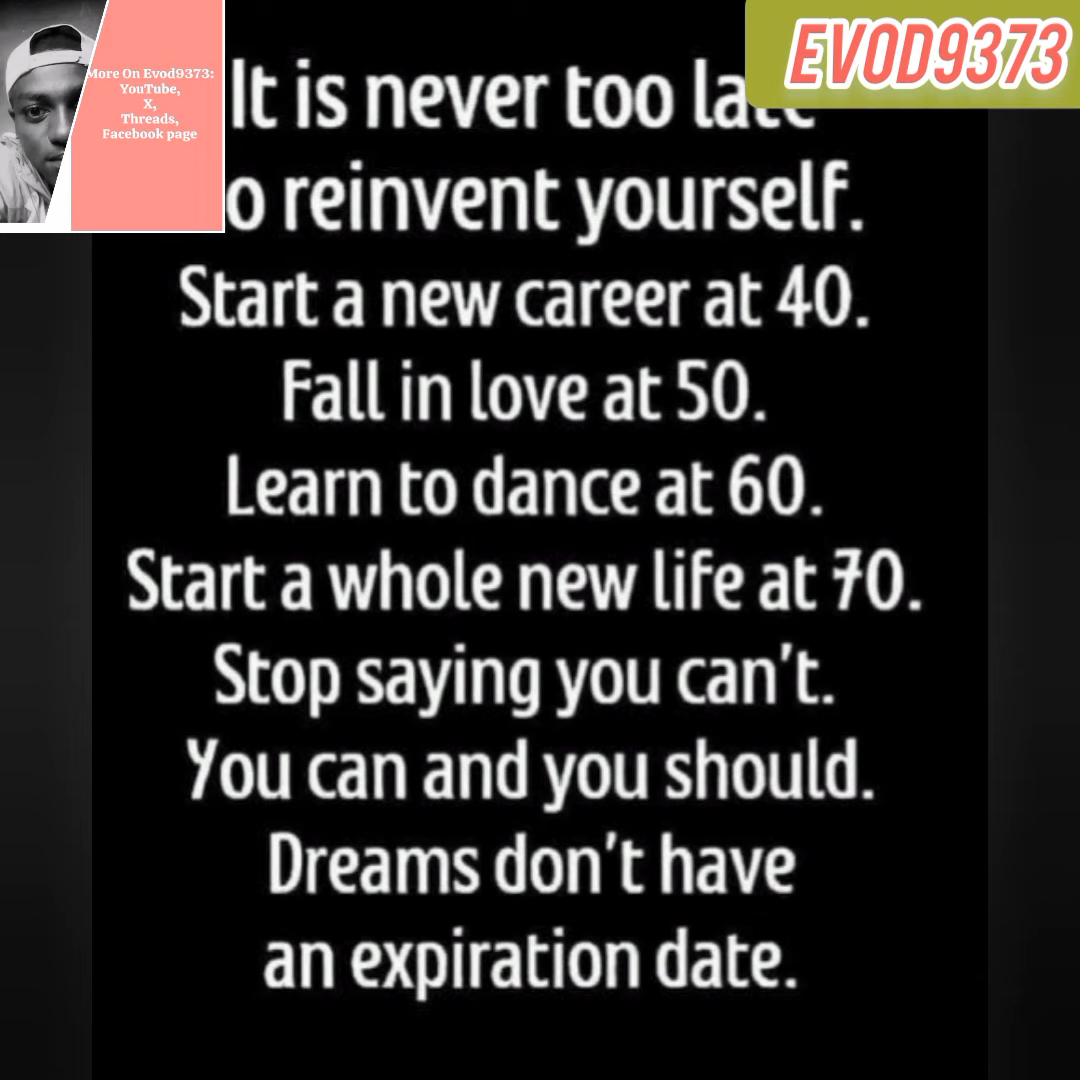 More On Evod9373:
YouTube,
X,
Threads,
Facebook page
EVOD9373
It is never too late
o reinvent yourself.
Start a new career at 40.
Fall in love at 50.
Learn to dance at 60.
Start a whole new life at 70.
Stop saying you can't.
You can and you should.
Dreams don't have
an expiration date.